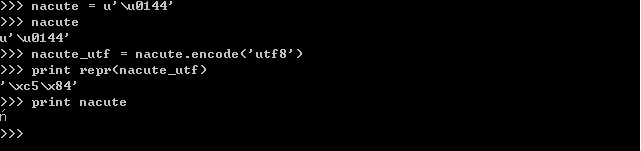 >>> nacute = u'\u0144'
>>> nacute
u'\u0144'
>>> nacute_utf = nacute.encode('utf8')
>>> print repr(nacute_utf)
'\xc5\x84'
>>> print nacute
ń
>>>